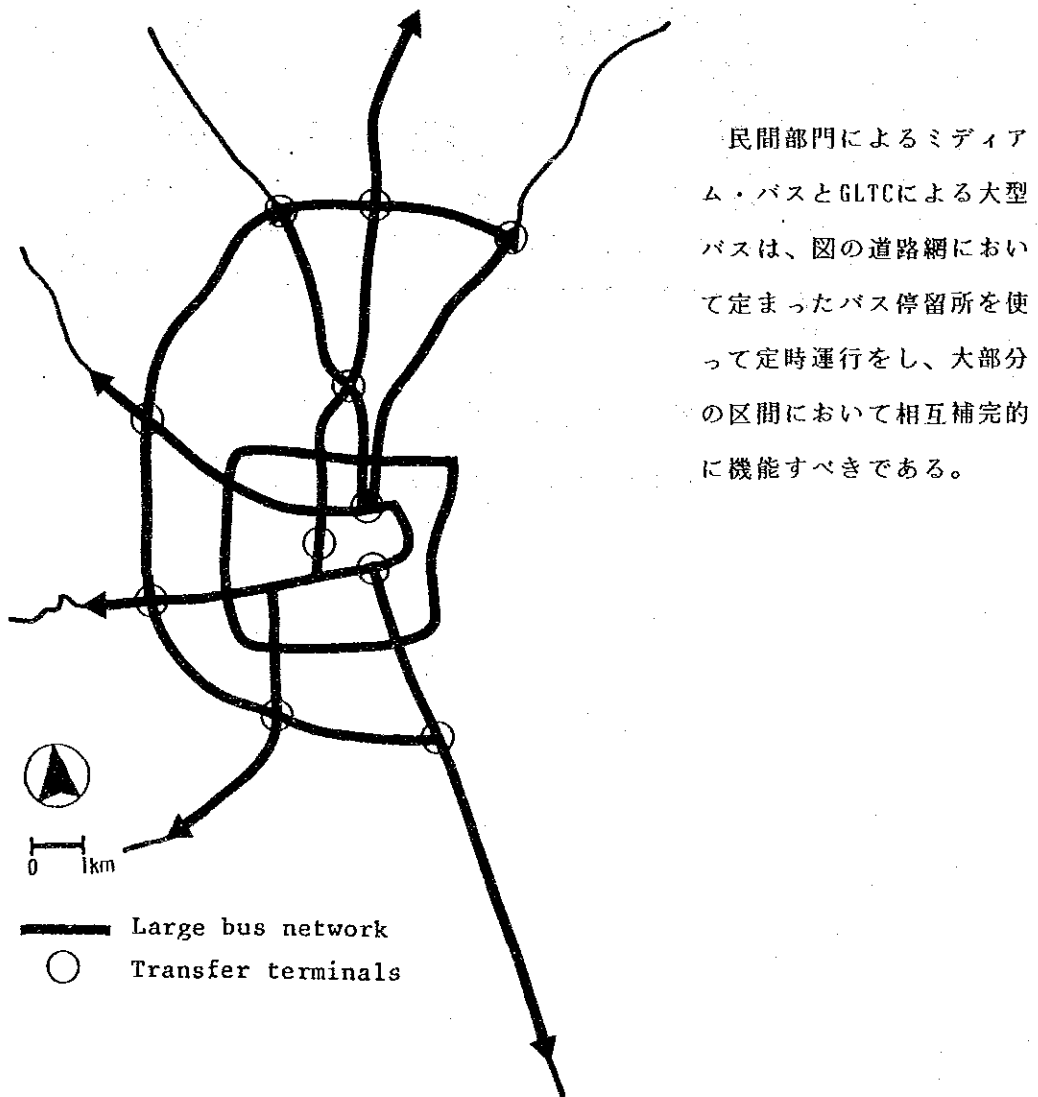 民間部門によるミディア
ム・バスとGLTCによる大型
バスは、図の道路網におい
て定まったバス停留所を使
って定時運行をし、大部分
の区間において相互補完的
に機能すべきである。
0 1km
Large bus network
Transfer terminals